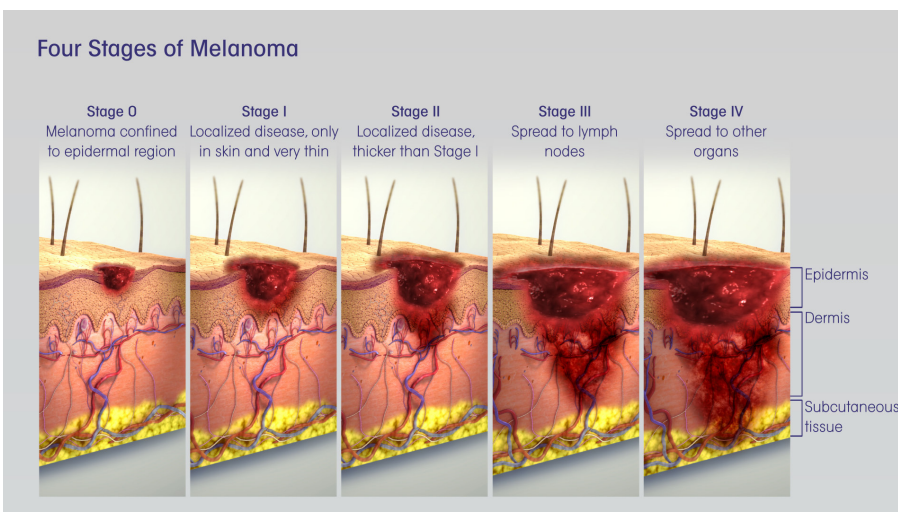 Four Stages of Melanoma
Stage 0
Melanoma confined
to epidermal region
Stage I
Localized disease, only
in skin and very thin
Stage II
Localized disease,
thicker than Stage I
Stage III
Spread to lymph
nodes
Stage IV
Spread to other
organs
Epidermis
Dermis
Subcutaneous
tissue